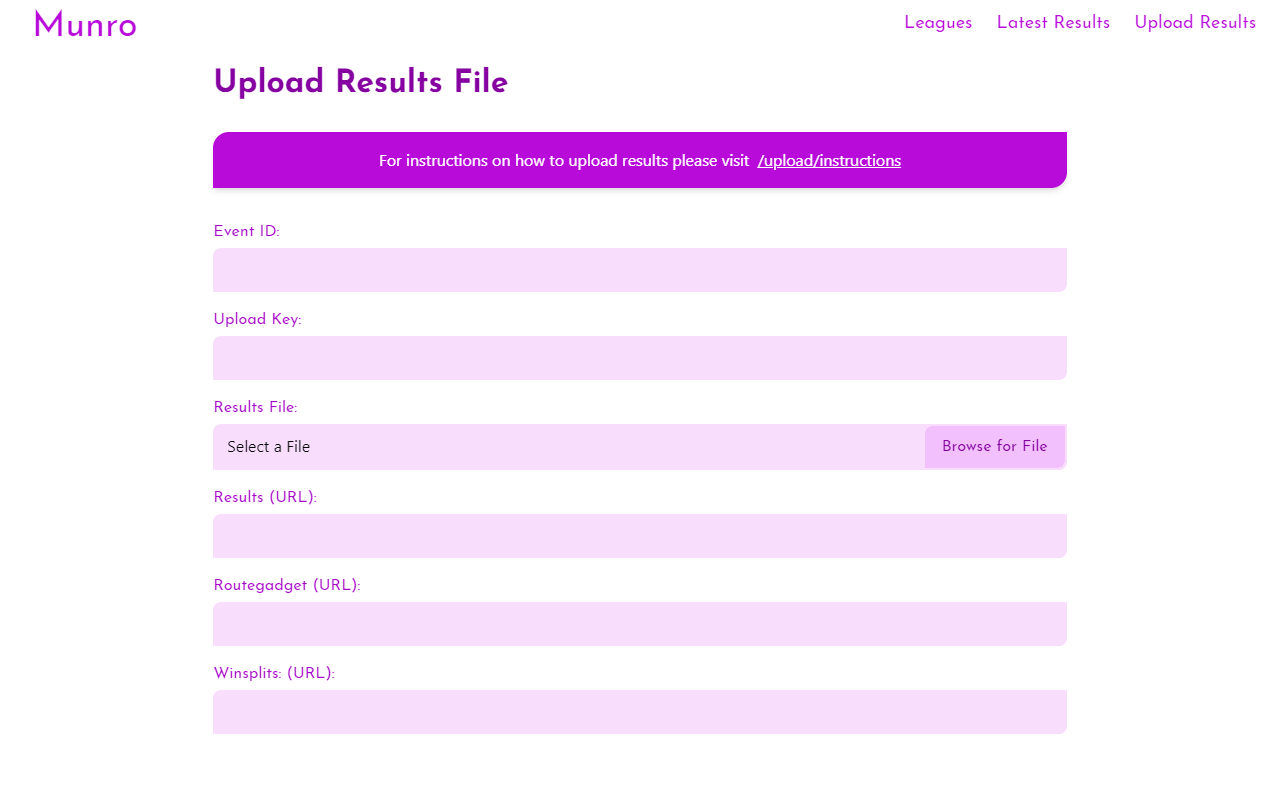 Munro
Leagues Latest Results Upload Results
Upload Results File
For instructions on how to upload results please visit /upload/instructions
Event ID:
Upload Key:
Results File:
Select a File
Browse for File
Results (URL):
Routegadget (URL):
Winsplits: (URL):